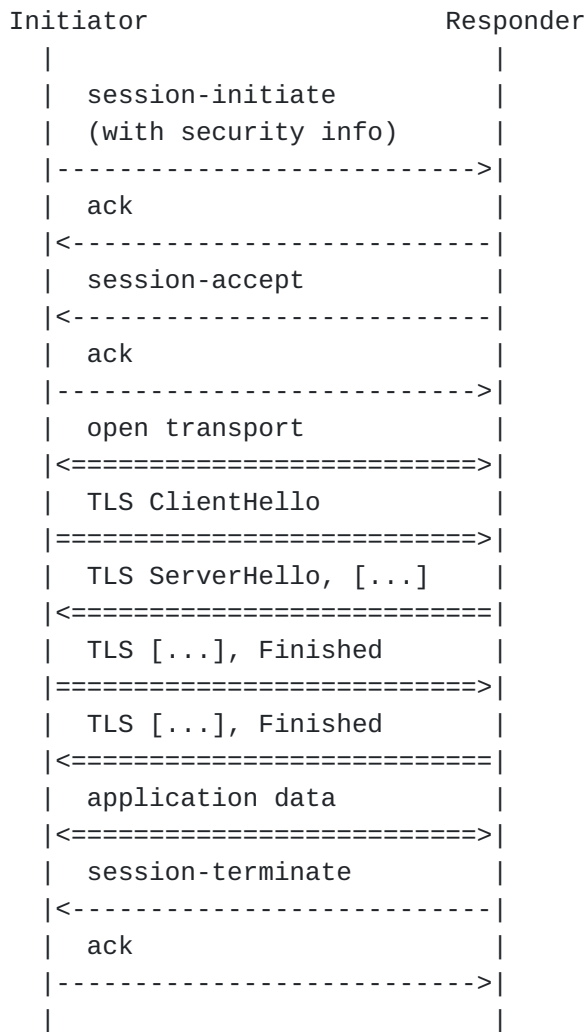 Initiator                   Responder
  |                            |
  |  session-initiate          |
  |  (with security info)      |
  |--------------------------->|
  |  ack                       |
  |<---------------------------|
  |  session-accept            |
  |<---------------------------|
  |  ack                       |
  |--------------------------->|
  |  open transport            |
  |<==========================>|
  |  TLS ClientHello           |
  |===========================>|
  |  TLS ServerHello, [...]    |
  |<===========================|
  |  TLS [...], Finished       |
  |===========================>|
  |  TLS [...], Finished       |
  |<===========================|
  |  application data          |
  |<==========================>|
  |  session-terminate         |
  |<---------------------------|
  |  ack                       |
  |--------------------------->|
  |                            |